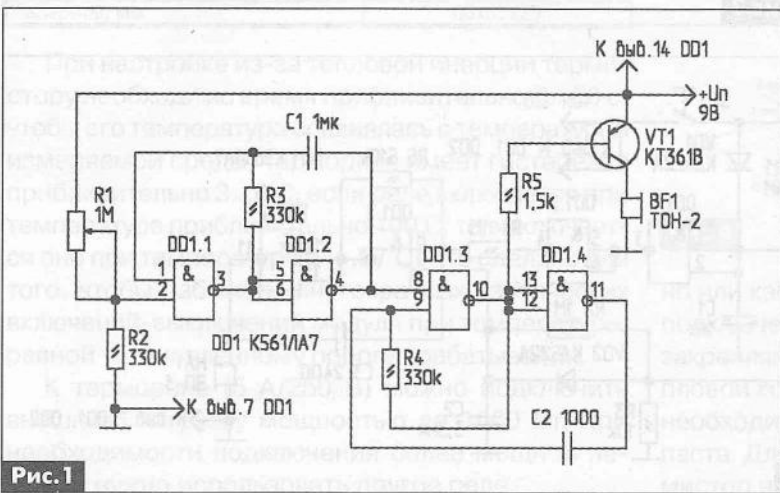 К выв.14 DD1
+Uп
9В
C1 1мк
VT1
КТ361В
R1
1М
R3
330k
R5
1,5k
BF1
ТОН-2
DD1.1
DD1.2
DD1.3
DD1.4
1
2
&
3
5
6
&
4
8
9
&
10
13
12
&
11
DD1 К561ЛА7
R2
330k
R4
330k
C2 1000
К выв.7 DD1
Рис.1